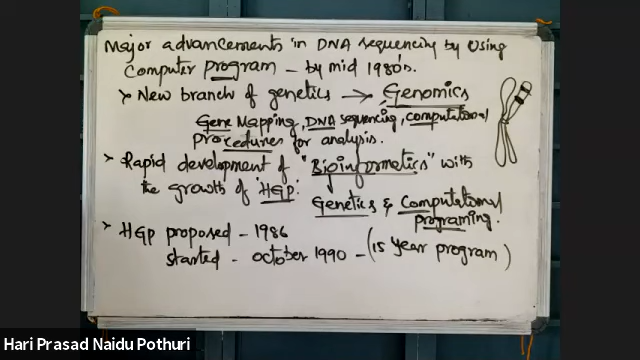 Major advancements in DNA sequencing by using
Computer program - by mid 1980's.
> New branch of genetics → Genomics
Gene Mapping, DNA sequencing, computational
procedures for analysis.
> Rapid development of "Bioinformatics" with
the growth of "HGP".
Genetics & Computational
programing.
> HGP proposed - 1986
started - October 1990 - (15 year program)
Hari Prasad Naidu Pothuri